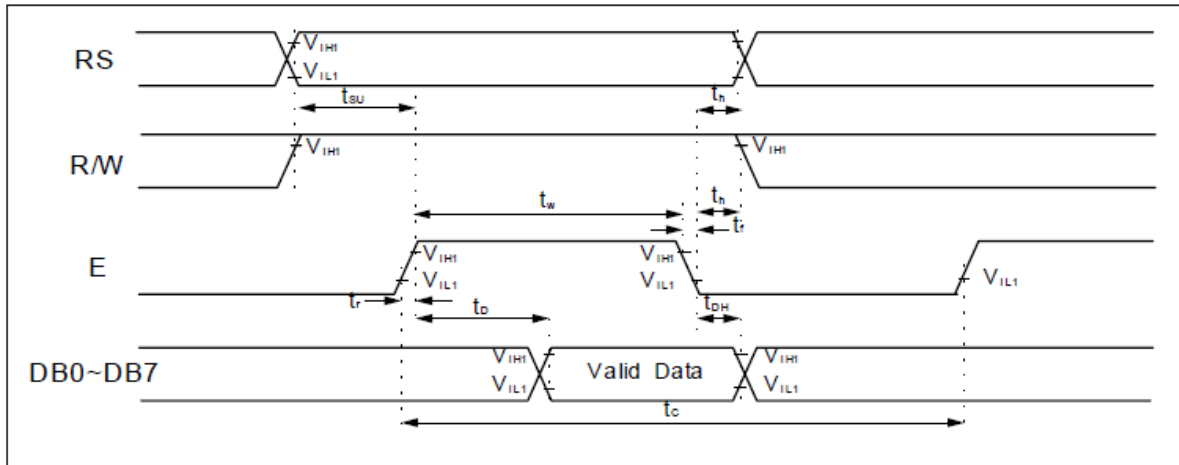 RS
VIH1
VIL1
tSU
th
R/W
VIH1
VIH1
tw
th
tf
E
VIH1
VIL1
VIH1
VIL1
VIL1
tr
tD
tDH
DB0~DB7
VIH1
VIL1
Valid Data
VIH1
VIL1
tC